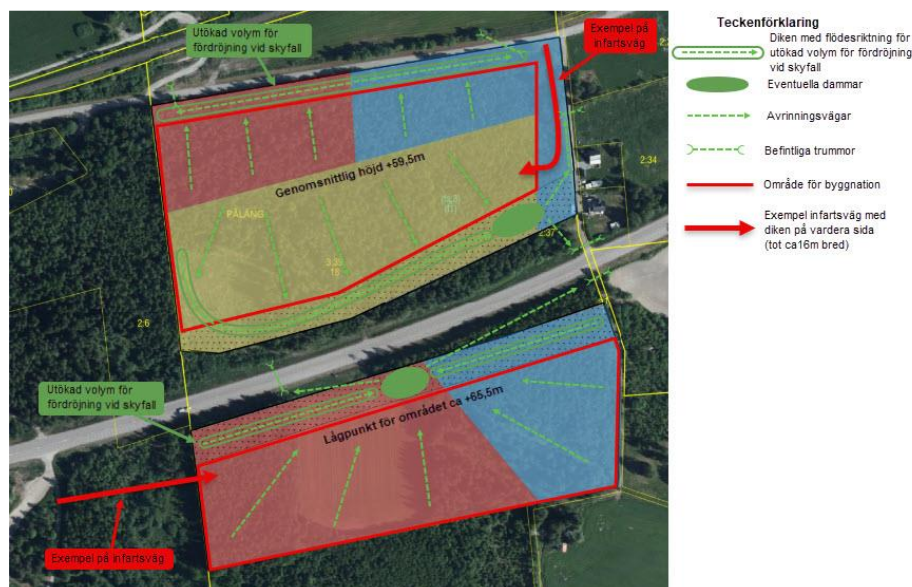 Utökad volym för
fördröjning vid skyfall
Exempel på
infartsväg
Genomsnittlig höjd +59,5m
PÅLÄNG
2:34
2:37
2:6
Utökad volym för
fördröjning vid skyfall
Lågpunkt för området ca +65,5m
Exempel på infartsväg
Teckenförklaring
Diken med flödesriktning för
utökad volym för fördröjning
vid skyfall
Eventuella dammar
Avrinningsvägar
Befintliga trummor
Område för byggnation
Exempel infartsväg med
diken på vardera sida
(tot ca16m bred)